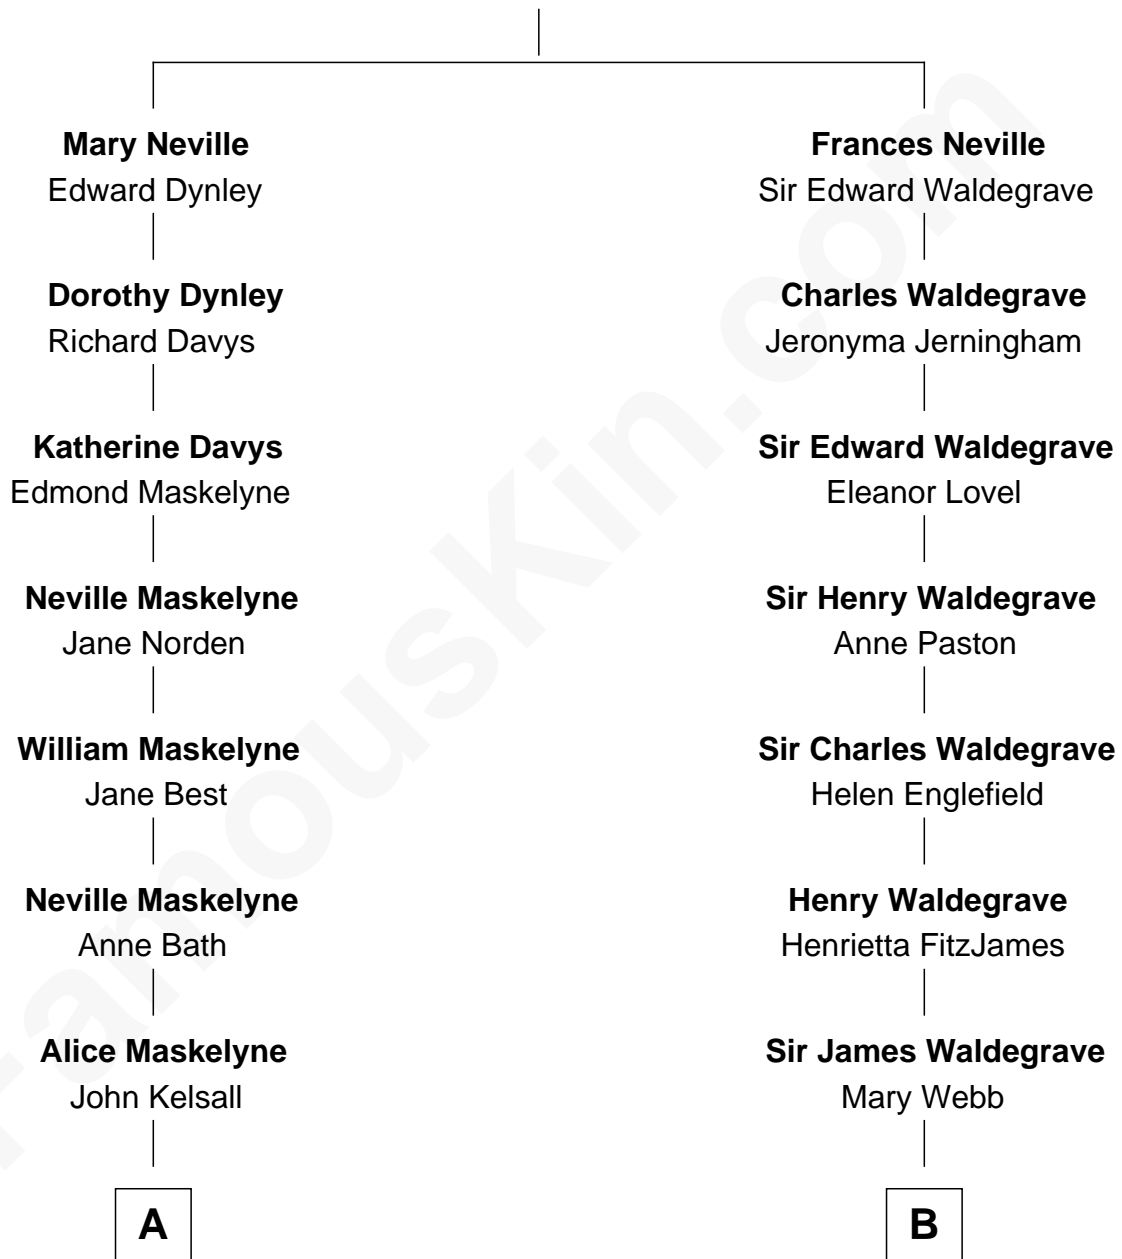 Mary Neville
Edward Dynley
Dorothy Dynley
Richard Davys
Katherine Davys
Edmond Maskelyne
Neville Maskelyne
Jane Norden
William Maskelyne
Jane Best
Neville Maskelyne
Anne Bath
Alice Maskelyne
John Kelsall
A
Frances Neville
Sir Edward Waldegrave
Charles Waldegrave
Jeronyma Jerningham
Sir Edward Waldegrave
Eleanor Lovel
Sir Henry Waldegrave
Anne Paston
Sir Charles Waldegrave
Helen Englefield
Henry Waldegrave
Henrietta FitzJames
Sir James Waldegrave
Mary Webb
B
FamousKin.com